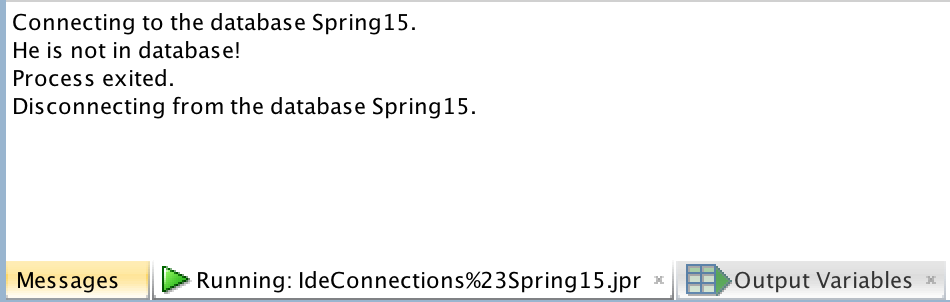 Connecting to the database Spring15.
He is not in database!
Process exited.
Disconnecting from the database Spring15.
Messages Running: IdeConnections%23Spring15.jpr × Output Variables ×